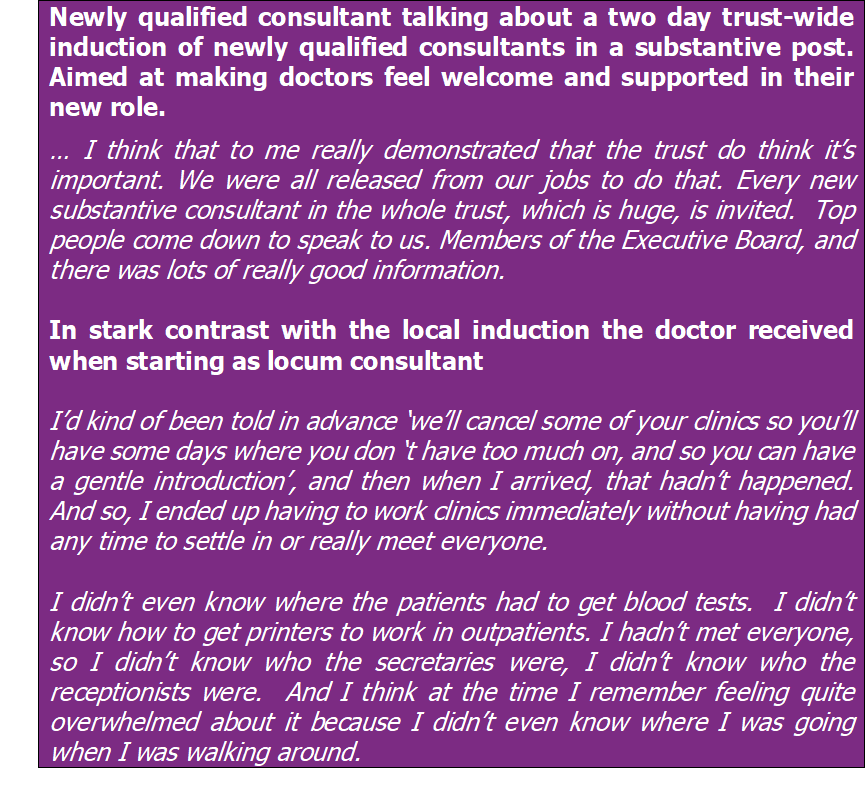 Newly qualified consultant talking about a two day trust-wide
induction of newly qualified consultants in a substantive post.
Aimed at making doctors feel welcome and supported in their
new role.
... I think that to me really demonstrated that the trust do think it’s
important. We were all released from our jobs to do that. Every new
substantive consultant in the whole trust, which is huge, is invited.  Top
people come down to speak to us. Members of the Executive Board, and
there was lots of really good information.
In stark contrast with the local induction the doctor received
when starting as locum consultant
I’d kind of been told in advance ‘we’ll cancel some of your clinics so you’ll
have some days where you don ‘t have too much on, and so you can have
a gentle introduction’, and then when I arrived, that hadn’t happened.
And so, I ended up having to work clinics immediately without having had
any time to settle in or really meet everyone.
I didn’t even know where the patients had to get blood tests.  I didn’t
know how to get printers to work in outpatients. I hadn’t met everyone,
so I didn’t know who the secretaries were, I didn’t know who the
receptionists were.  And I think at the time I remember feeling quite
overwhelmed about it because I didn’t even know where I was going
when I was walking around.